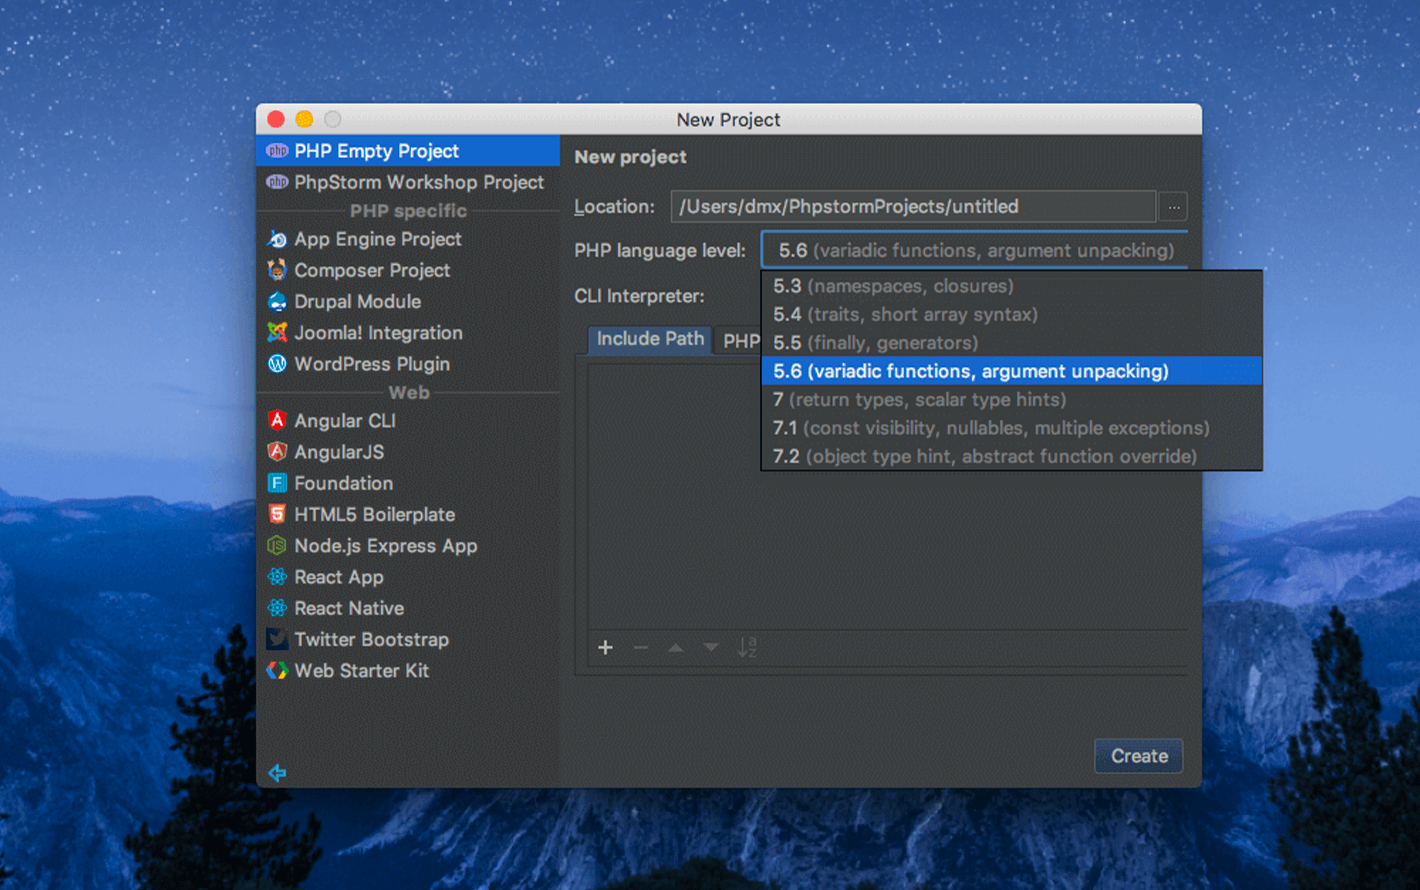 New Project
php PHP Empty Project
php PhpStorm Workshop Project
PHP specific
App Engine Project
Composer Project
Drupal Module
Joomla! Integration
WordPress Plugin
Web
Angular CLI
AngularJS
Foundation
HTML5 Boilerplate
Node.js Express App
React App
React Native
Twitter Bootstrap
Web Starter Kit
New project
Location: /Users/dmx/PhpstormProjects/untitled ...
PHP language level: 5.6 (variadic functions, argument unpacking)
CLI Interpreter:
5.3 (namespaces, closures)
5.4 (traits, short array syntax)
5.5 (finally, generators)
5.6 (variadic functions, argument unpacking)
7 (return types, scalar type hints)
7.1 (const visibility, nullables, multiple exceptions)
7.2 (object type hint, abstract function override)
Include Path PHP
Create